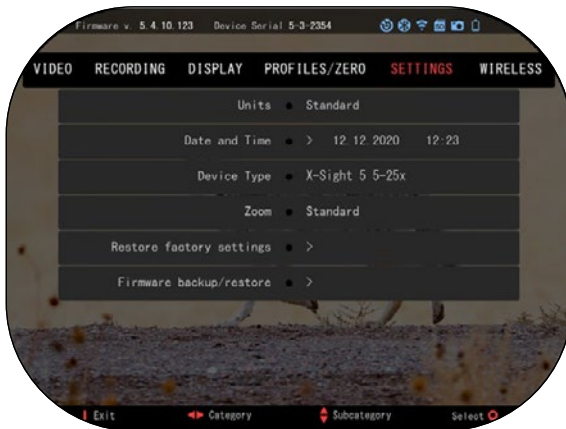 Firmware v. 5.4.10.123 Device Serial 5-3-2354
VIDEO RECORDING DISPLAY PROFILES/ZERO SETTINGS WIRELESS
Units Standard
Date and Time > 12.12.2020 12:23
Device Type X-Sight 5 5-25x
Zoom Standard
Restore factory settings >
Firmware backup/restore >
Exit Category Subcategory Select